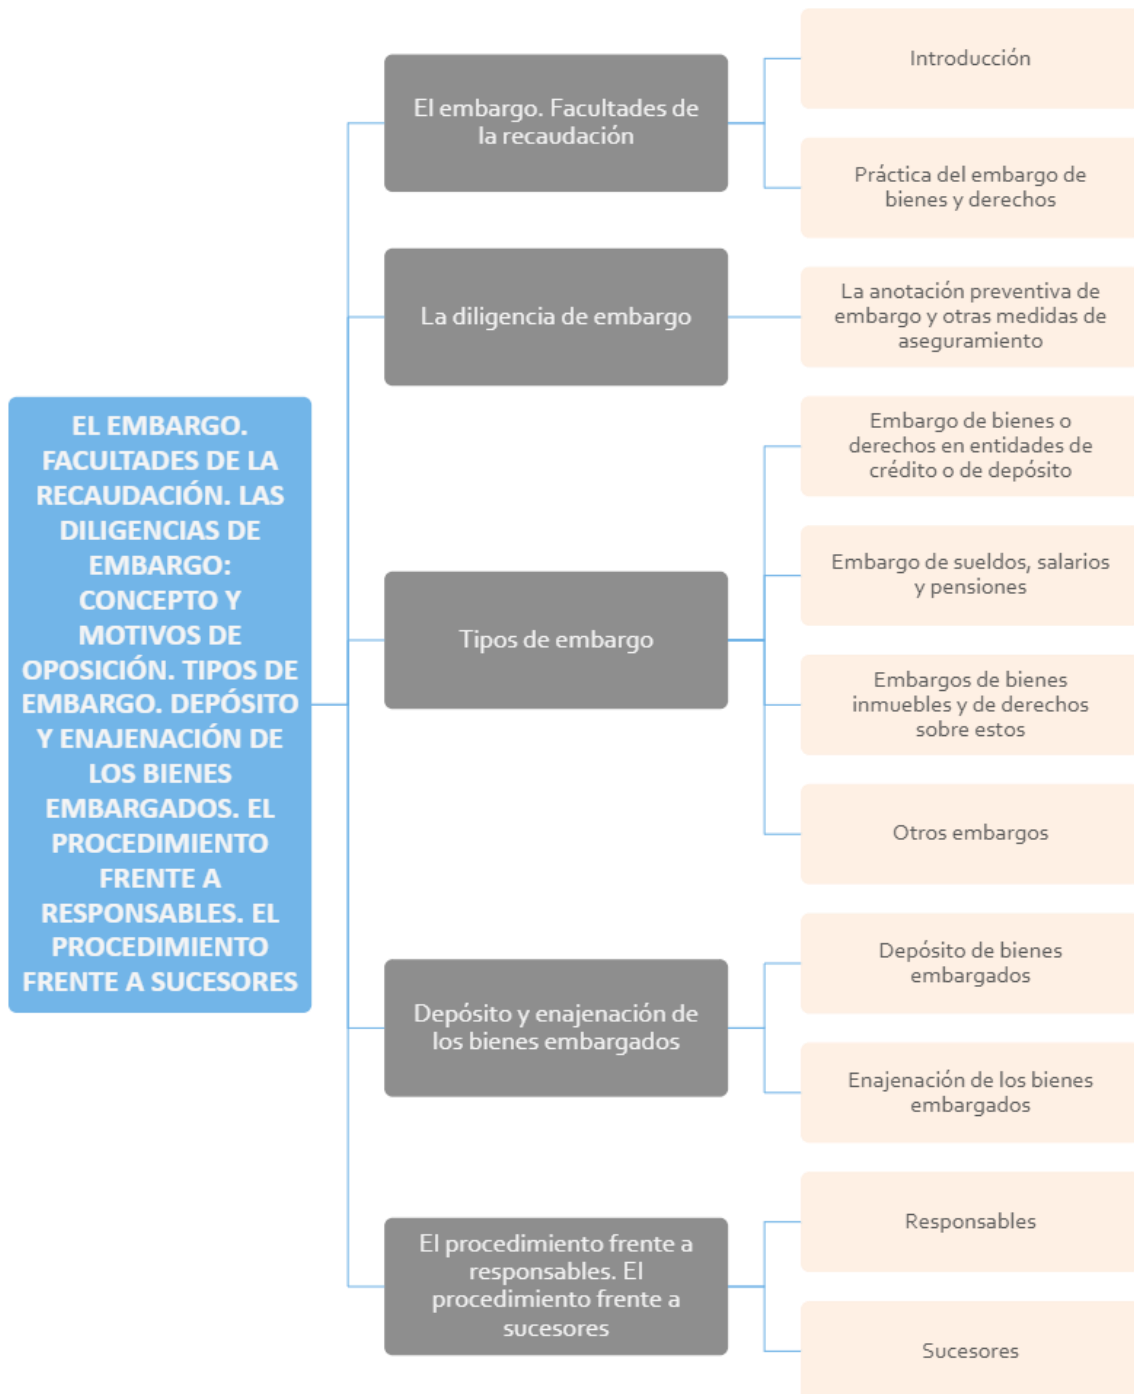 EL EMBARGO.
FACULTADES DE LA
RECAUDACIÓN. LAS
DILIGENCIAS DE
EMBARGO:
CONCEPTO Y
MOTIVOS DE
OPOSICIÓN. TIPOS DE
EMBARGO. DEPÓSITO
Y ENAJENACIÓN DE
LOS BIENES
EMBARGADOS. EL
PROCEDIMIENTO
FRENTE A
RESPONSABLES. EL
PROCEDIMIENTO
FRENTE A SUCESORES
El embargo. Facultades de
la recaudación
Introducción
Práctica del embargo de
bienes y derechos
La diligencia de embargo
La anotación preventiva de
embargo y otras medidas de
aseguramiento
Tipos de embargo
Embargo de bienes o
derechos en entidades de
crédito o de depósito
Embargo de sueldos, salarios
y pensiones
Embargos de bienes
inmuebles y de derechos
sobre estos
Otros embargos
Depósito y enajenación de
los bienes embargados
Depósito de bienes
embargados
Enajenación de los bienes
embargados
El procedimiento frente a
responsables. El
procedimiento frente a
sucesores
Responsables
Sucesores